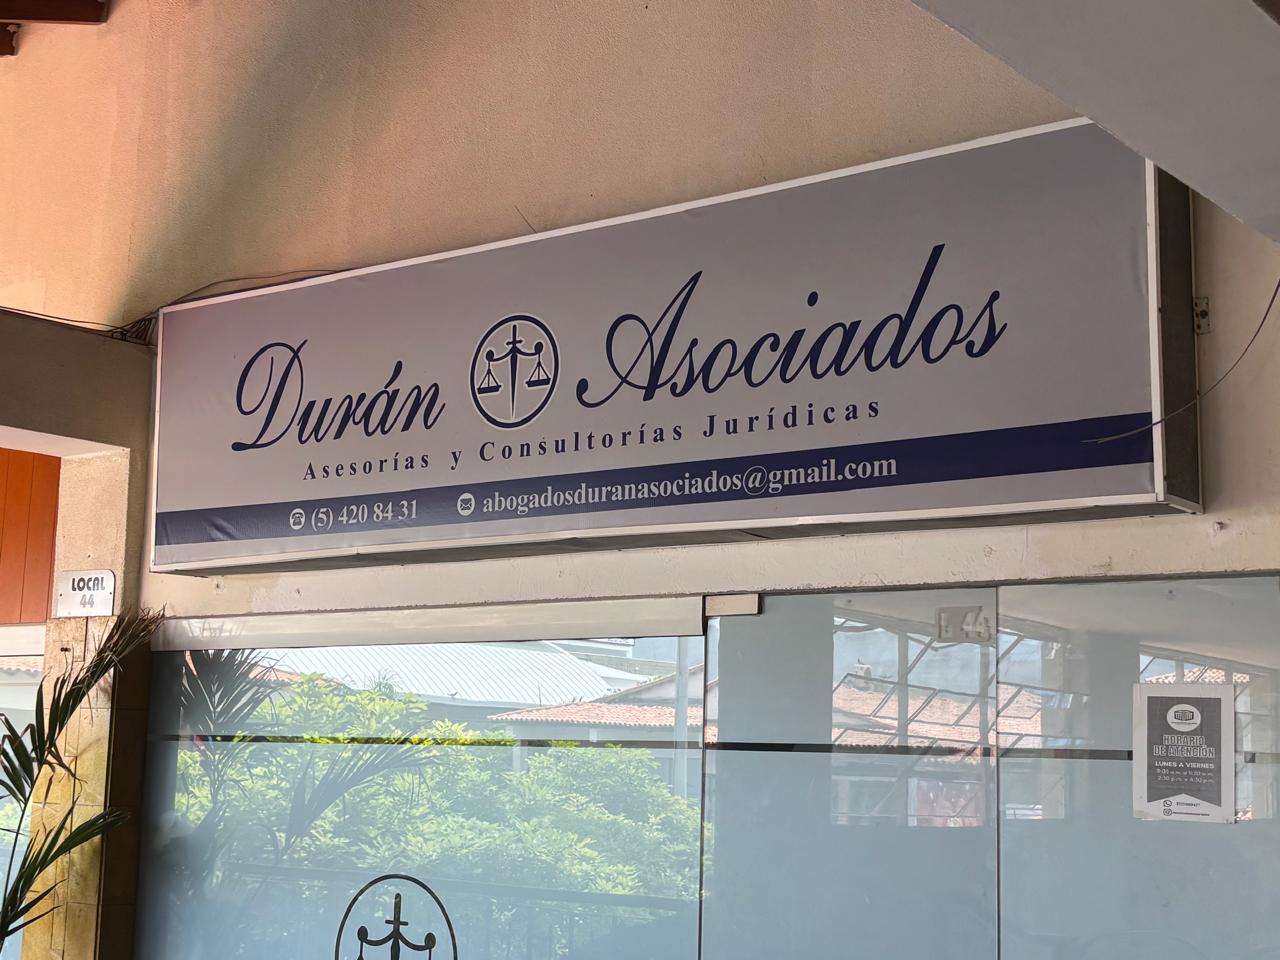 Durán Asociados
Asesorías y Consultorías Jurídicas
(5) 420 84 31 abogadosduranasociados@gmail.com
LOCAL
44
L 44
HORARIO
DE ATENCIÓN
LUNES A VIERNES